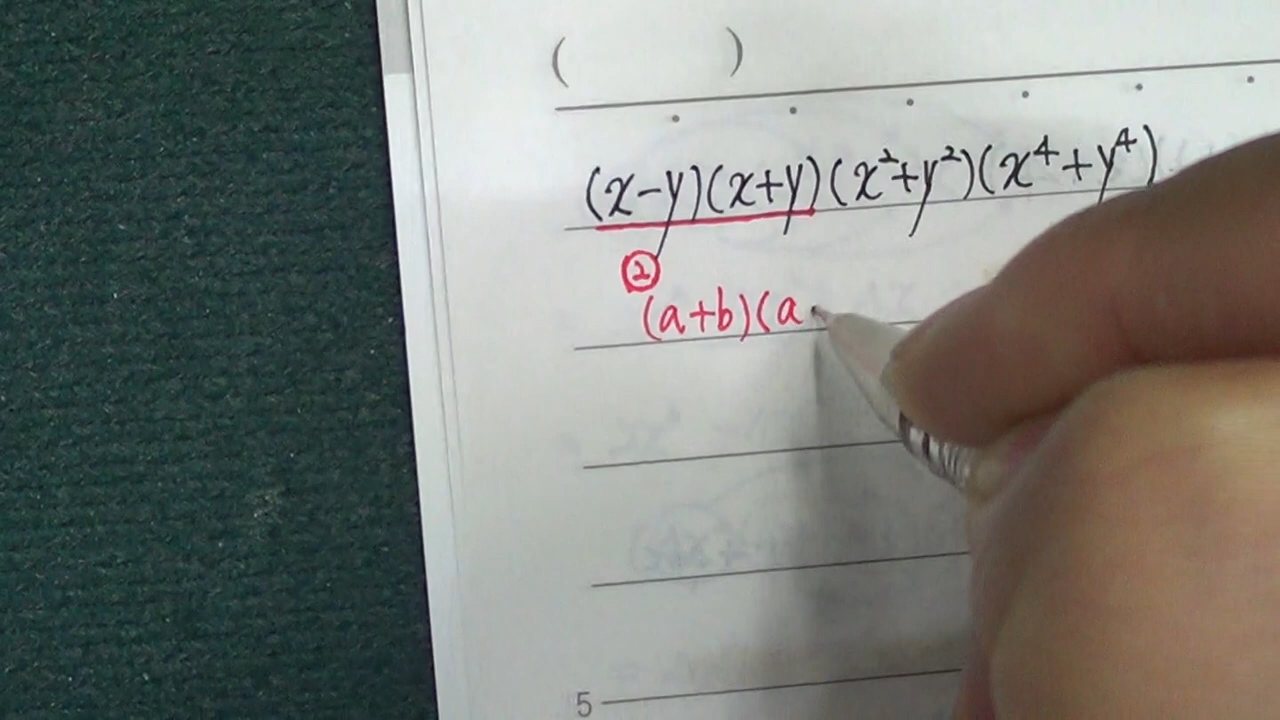 (      )
(x-y)(x+y)(x²+y²)(x⁴+y⁴)
②
(a+b)(a
5